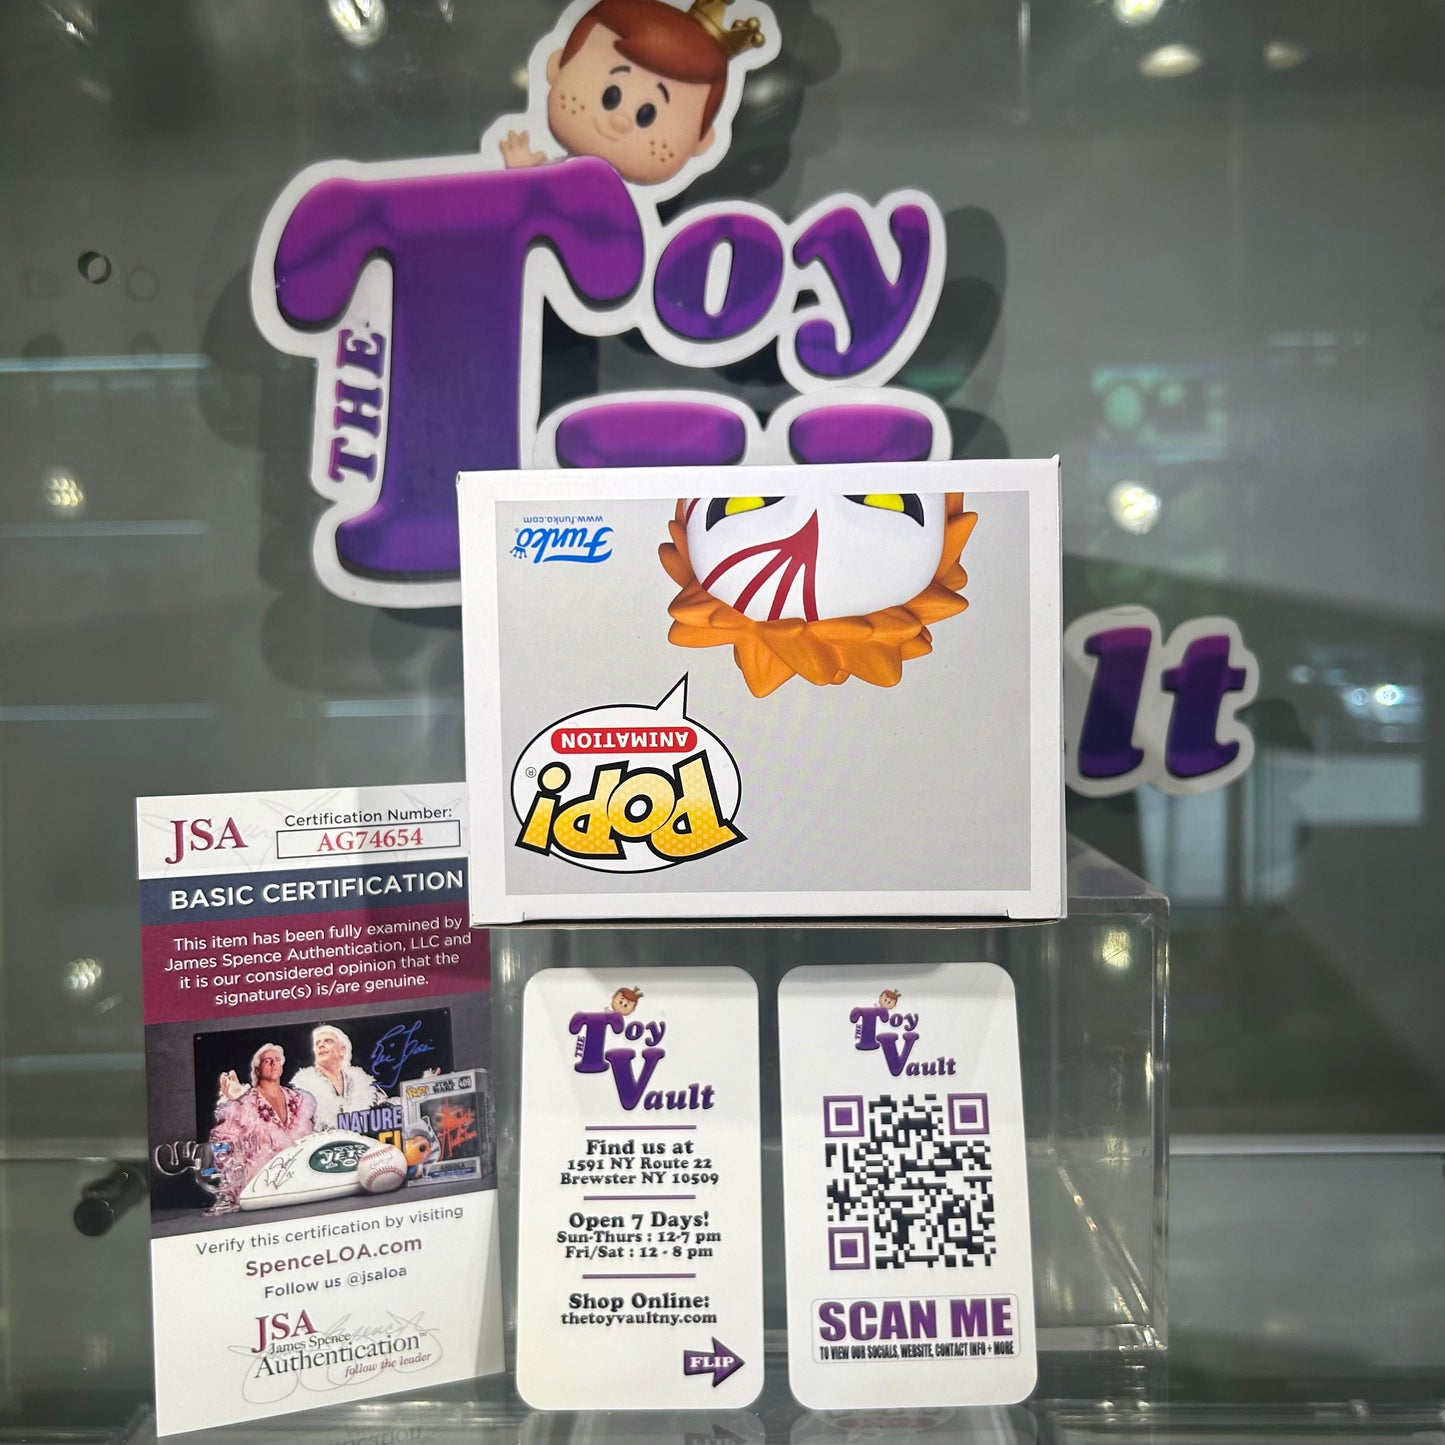 THE Toy
lt
www.funko.com
Funko
ANIMATION
POP!
®
JSA
Certification Number:
AG74654
BASIC CERTIFICATION
This item has been fully examined by
James Spence Authentication, LLC and
it is our considered opinion that the
signature(s) is/are genuine.
NATURE
STAR WARS
JETS
Verify this certification by visiting
SpenceLOA.com
Follow us @jsaloa
JSA
James Spence
Authentication™
follow the leader
THE Toy
Vault
Find us at
1591 NY Route 22
Brewster NY 10509
Open 7 Days!
Sun-Thurs : 12-7 pm
Fri/Sat : 12 - 8 pm
Shop Online:
thetoyvaultny.com
FLIP
THE Toy
Vault
SCAN ME
TO VIEW OUR SOCIALS, WEBSITE, CONTACT INFO + MORE